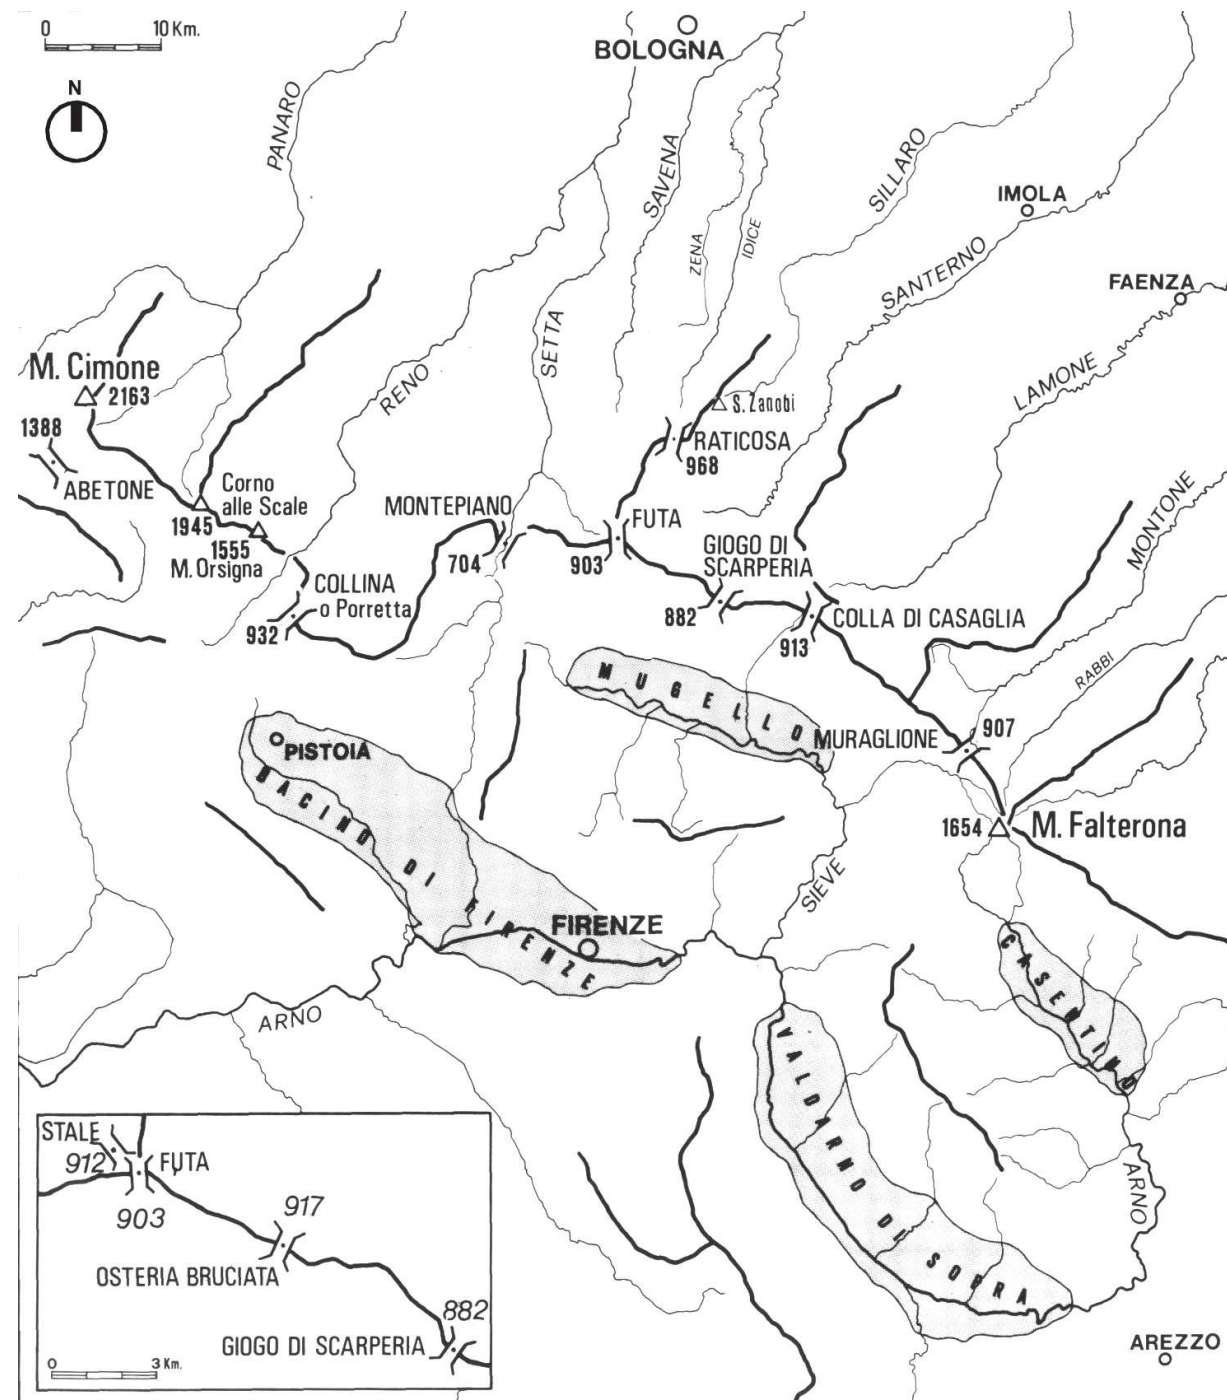 0 10 Km.
N
BOLOGNA
PANARO
SAVENA
ZENA
IDICE
SILLARO
IMOLA
SANTERNO
FAENZA
SETTA
RENO
LAMONE
M. Cimone
2163
1388
ABETONE
S. Zanobi
RATICOSA
968
Corno
alle Scale
1945
1555
M. Orsigna
MONTEPIANO
704
FUTA
903
GIOGO DI
SCARPERIA
882
MONTONE
COLLINA
o Porretta
932
COLLA DI CASAGLIA
913
RABBI
MUGELLO
MURAGLIONE
907
PISTOIA
BACINO DI FIRENZE
1654
M. Falterona
SIEVE
FIRENZE
CASENTINO
ARNO
VALDARNO DI SOPRA
ARNO
AREZZO
STALE
912
FUTA
903
917
OSTERIA BRUCIATA
882
GIOGO DI SCARPERIA
0 3 Km.